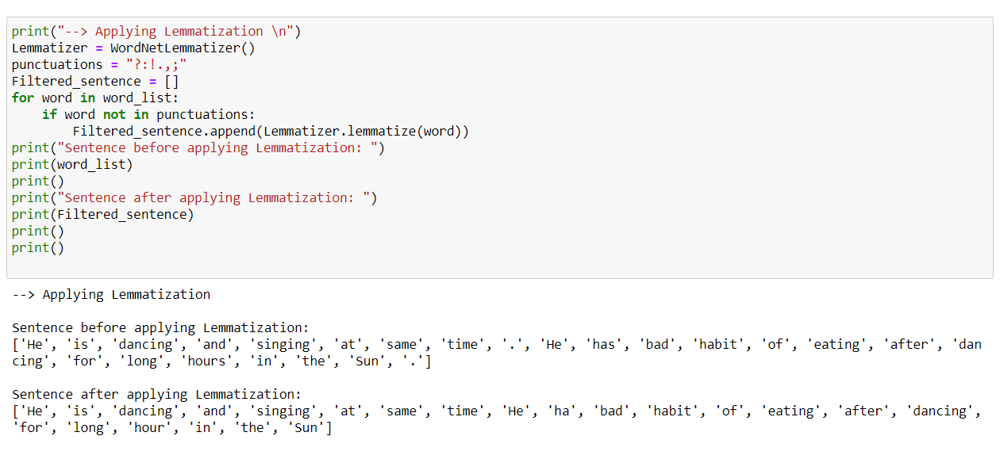 print("--> Applying Lemmatization \n")
Lemmatizer = WordNetLemmatizer()
punctuations = "?:!.,;"
Filtered_sentence = []
for word in word_list:
    if word not in punctuations:
        Filtered_sentence.append(Lemmatizer.lemmatize(word))
print("Sentence before applying Lemmatization: ")
print(word_list)
print()
print("Sentence after applying Lemmatization: ")
print(Filtered_sentence)
print()
print()
--> Applying Lemmatization
Sentence before applying Lemmatization:
['He', 'is', 'dancing', 'and', 'singing', 'at', 'same', 'time', '.', 'He', 'has', 'bad', 'habit', 'of', 'eating', 'after', 'dan
cing', 'for', 'long', 'hours', 'in', 'the', 'Sun', '.']
Sentence after applying Lemmatization:
['He', 'is', 'dancing', 'and', 'singing', 'at', 'same', 'time', 'He', 'ha', 'bad', 'habit', 'of', 'eating', 'after', 'dancing',
'for', 'long', 'hour', 'in', 'the', 'Sun']